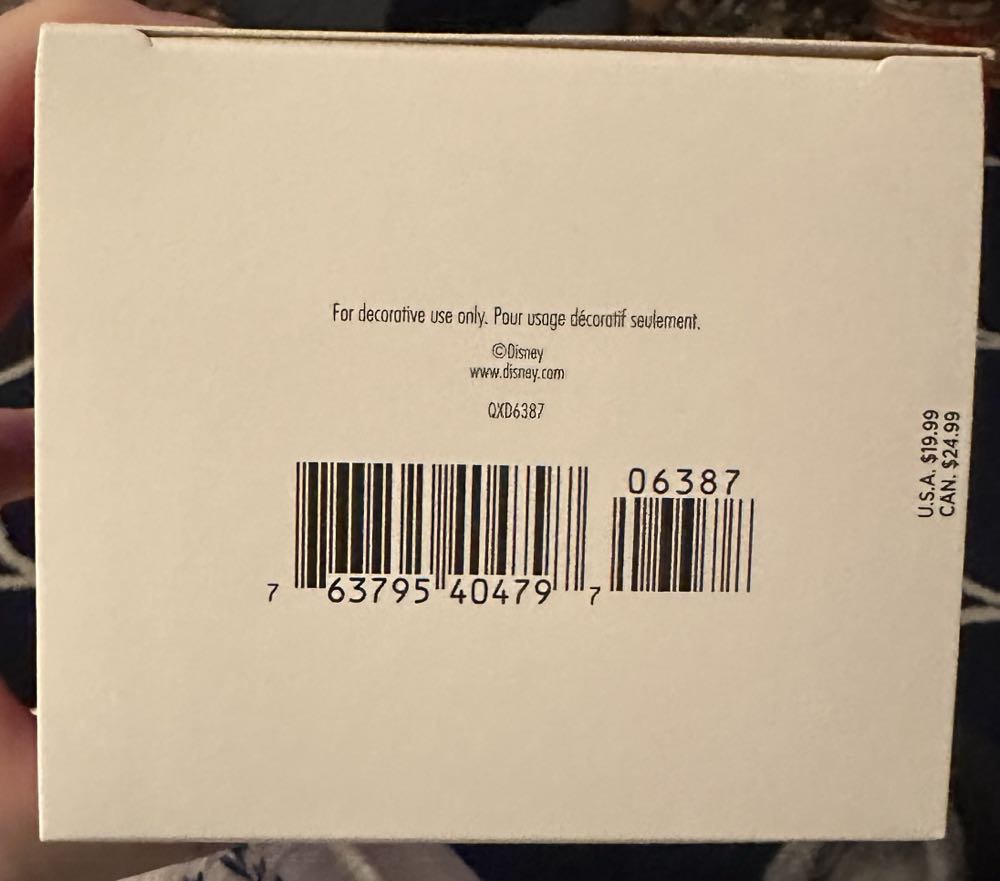 For decorative use only. Pour usage décoratif seulement.
©Disney
www.disney.com
QXD6387
06387
7 63795 40479 7
U.S.A. $19.99
CAN. $24.99